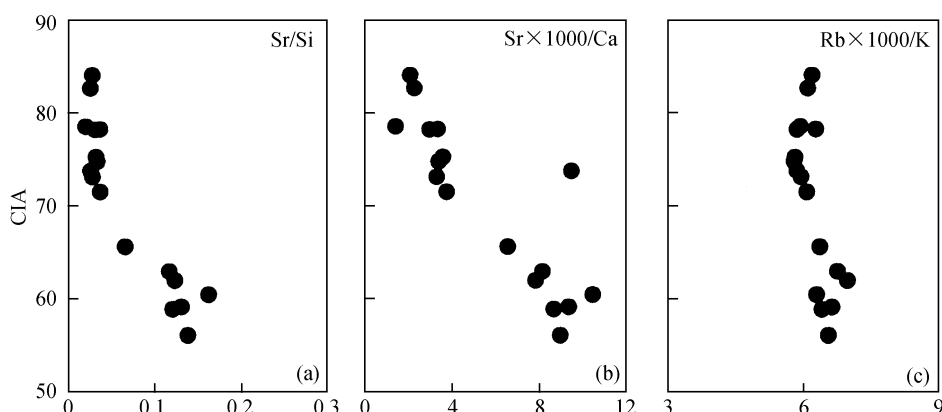 90
80
70
60
50
CIA
Sr/Si
(a)
0 0.1 0.2 0.3
Sr×1000/Ca
(b)
0 4 8 12
Rb×1000/K
(c)
3 6 9